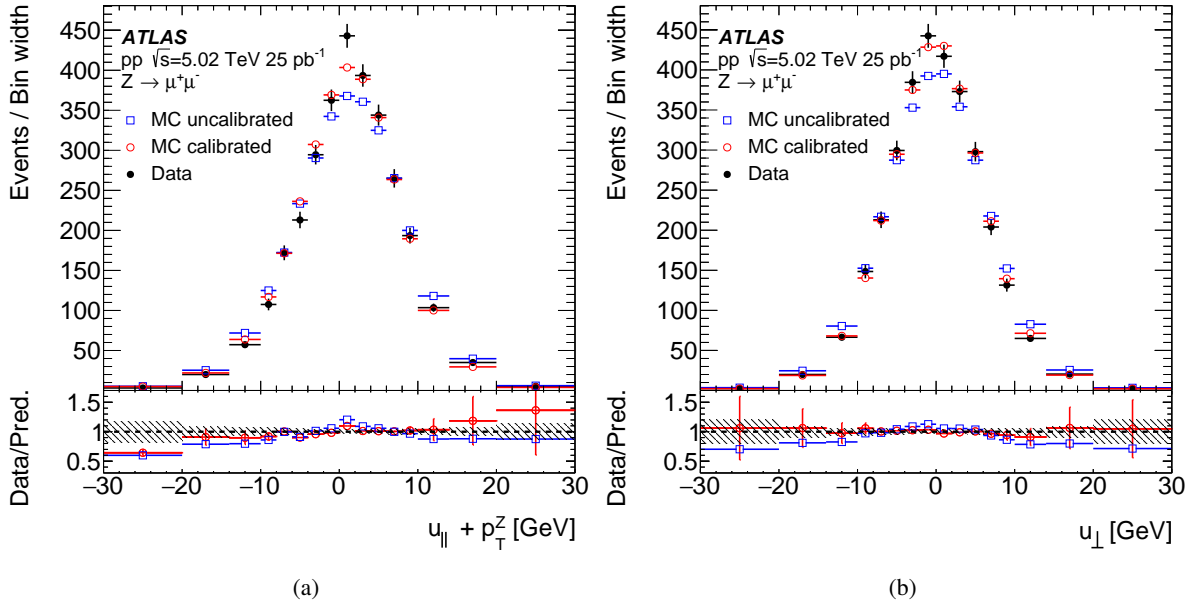 Events / Bin width
450
400
350
300
250
200
150
100
50
ATLAS
pp √s=5.02 TeV 25 pb⁻¹
Z → μ⁺μ⁻
MC uncalibrated
MC calibrated
Data
Data/Pred.
1.5
1
0.5
−30 −20 −10 0 10 20 30
u∥ + p_T^Z [GeV]
(a)
Events / Bin width
450
400
350
300
250
200
150
100
50
ATLAS
pp √s=5.02 TeV 25 pb⁻¹
Z → μ⁺μ⁻
MC uncalibrated
MC calibrated
Data
Data/Pred.
1.5
1
0.5
−30 −20 −10 0 10 20 30
u⊥ [GeV]
(b)